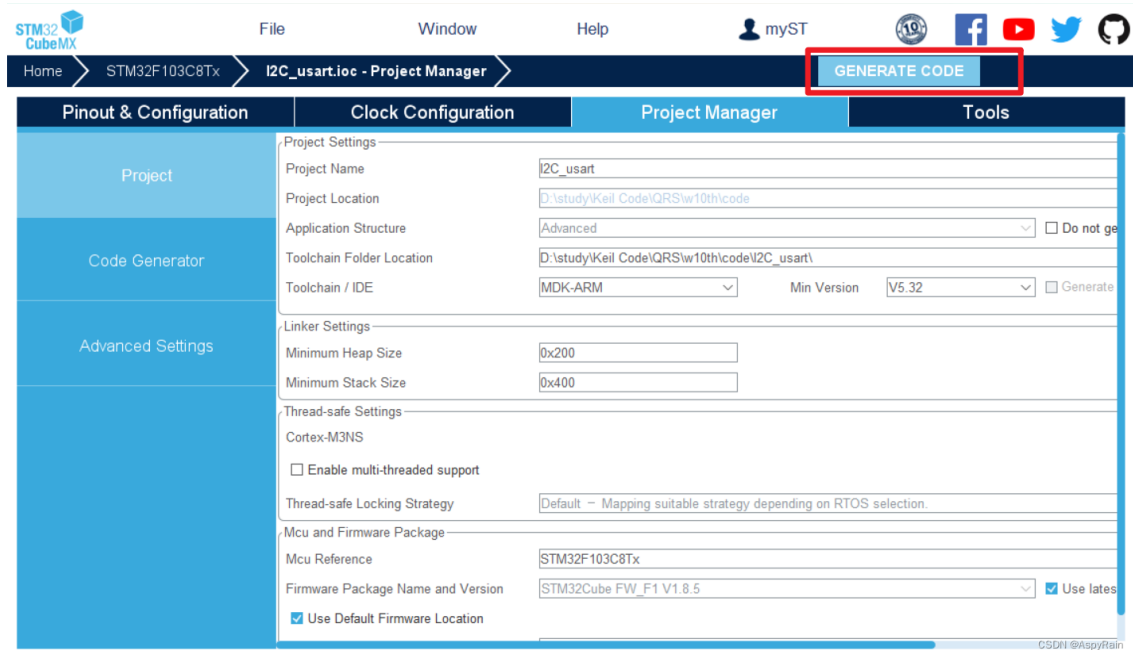 STM32
CubeMX
File
Window
Help
myST
10
Home
STM32F103C8Tx
I2C_usart.ioc - Project Manager
GENERATE CODE
Pinout & Configuration
Clock Configuration
Project Manager
Tools
Project
Code Generator
Advanced Settings
Project Settings
Project Name
I2C_usart
Project Location
D:\study\Keil Code\QRS\w10th\code
Application Structure
Advanced
Do not ge
Toolchain Folder Location
D:\study\Keil Code\QRS\w10th\code\I2C_usart\
Toolchain / IDE
MDK-ARM
Min Version
V5.32
Generate
Linker Settings
Minimum Heap Size
0x200
Minimum Stack Size
0x400
Thread-safe Settings
Cortex-M3NS
Enable multi-threaded support
Thread-safe Locking Strategy
Default – Mapping suitable strategy depending on RTOS selection.
Mcu and Firmware Package
Mcu Reference
STM32F103C8Tx
Firmware Package Name and Version
STM32Cube FW_F1 V1.8.5
Use lates
Use Default Firmware Location
CSDN @AspyRain